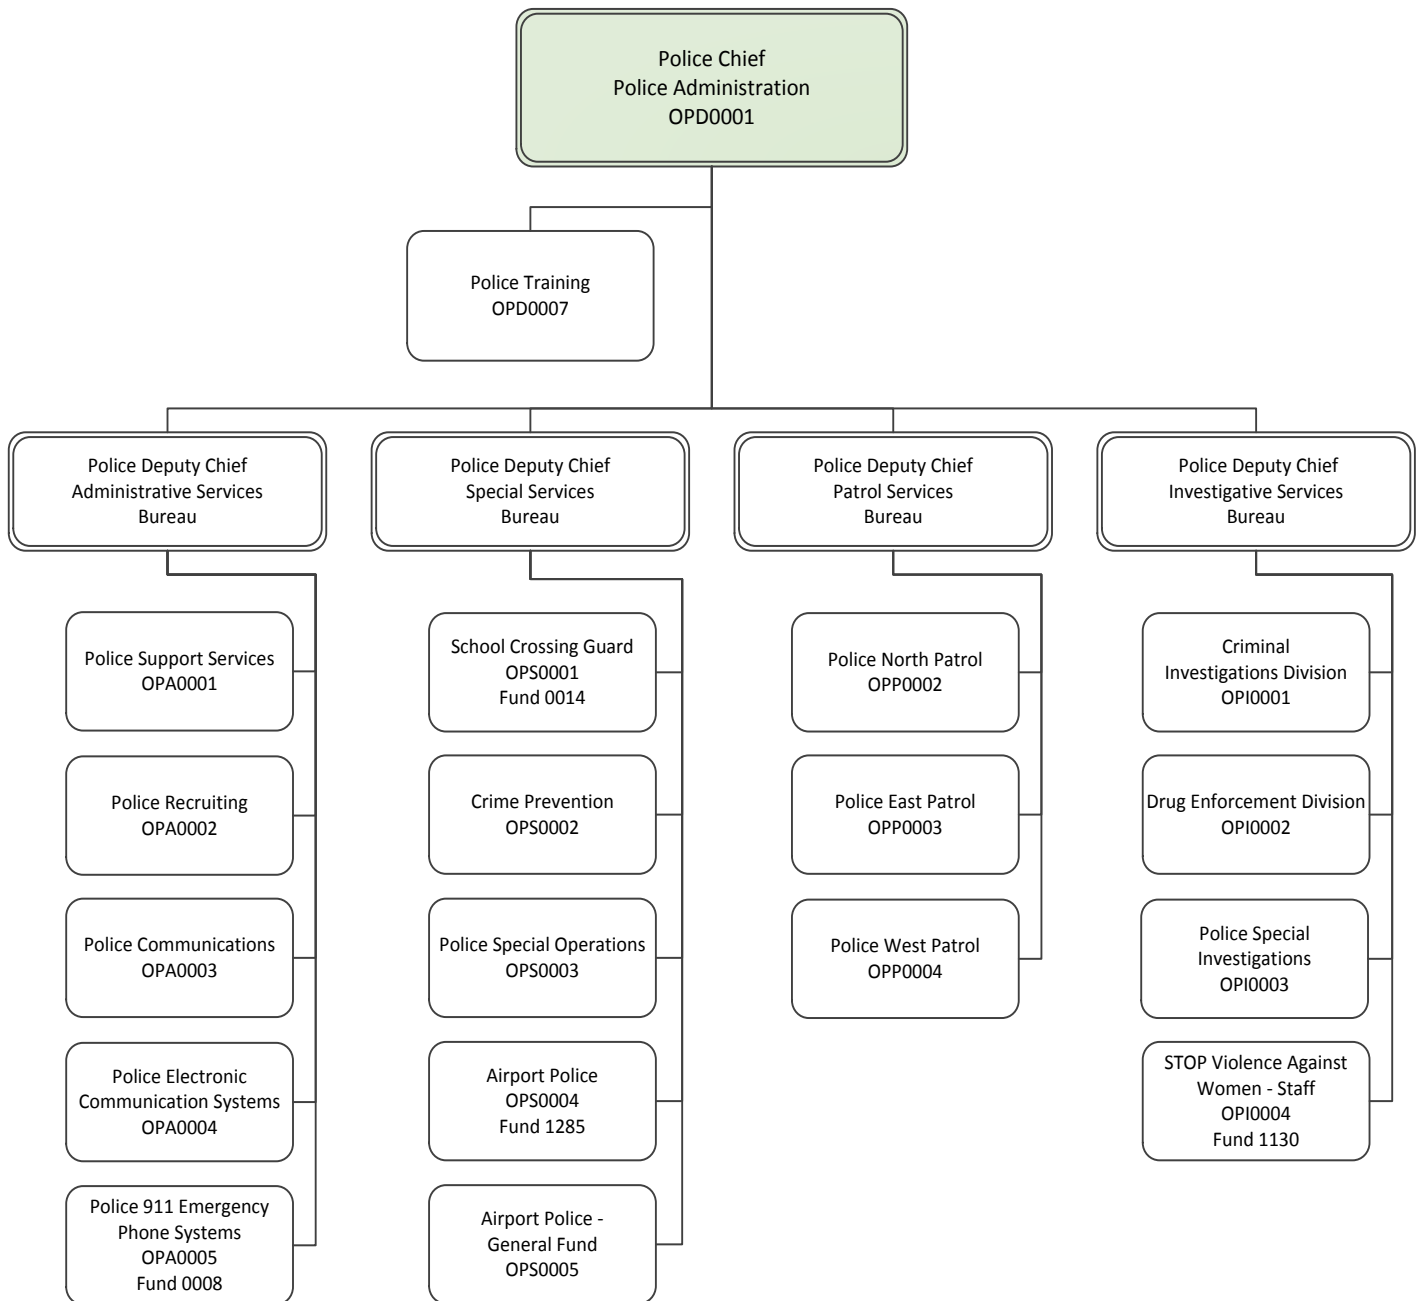 Police Chief
Police Administration
OPD0001
Police Training
OPD0007
Police Deputy Chief
Administrative Services
Bureau
Police Deputy Chief
Special Services
Bureau
Police Deputy Chief
Patrol Services
Bureau
Police Deputy Chief
Investigative Services
Bureau
Police Support Services
OPA0001
Police Recruiting
OPA0002
Police Communications
OPA0003
Police Electronic
Communication Systems
OPA0004
Police 911 Emergency
Phone Systems
OPA0005
Fund 0008
School Crossing Guard
OPS0001
Fund 0014
Crime Prevention
OPS0002
Police Special Operations
OPS0003
Airport Police
OPS0004
Fund 1285
Airport Police -
General Fund
OPS0005
Police North Patrol
OPP0002
Police East Patrol
OPP0003
Police West Patrol
OPP0004
Criminal
Investigations Division
OPI0001
Drug Enforcement Division
OPI0002
Police Special
Investigations
OPI0003
STOP Violence Against
Women - Staff
OPI0004
Fund 1130